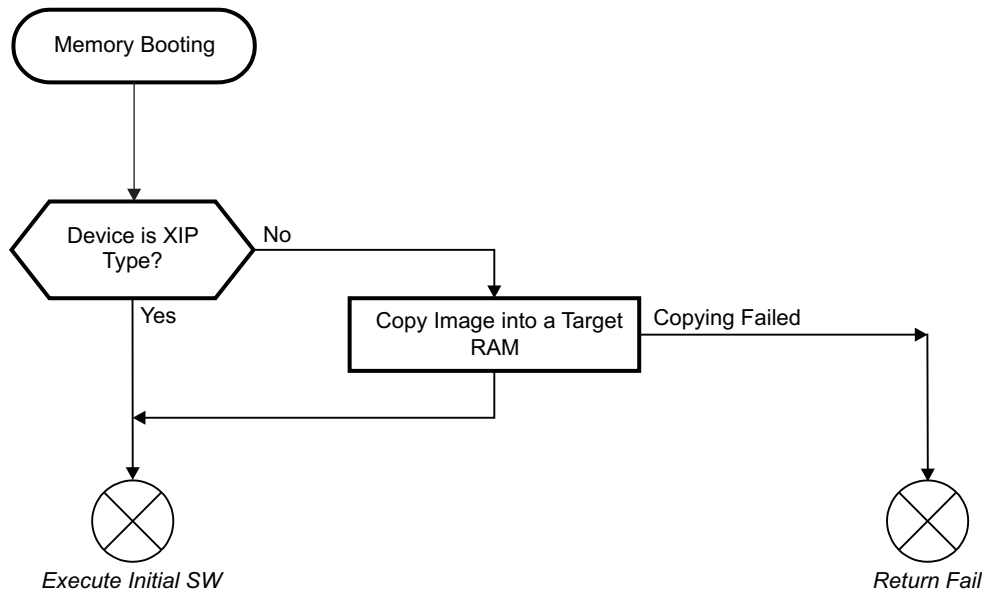 Memory Booting
Device is XIP
Type?
No
Yes
Copy Image into a Target
RAM
Copying Failed
Execute Initial SW
Return Fail